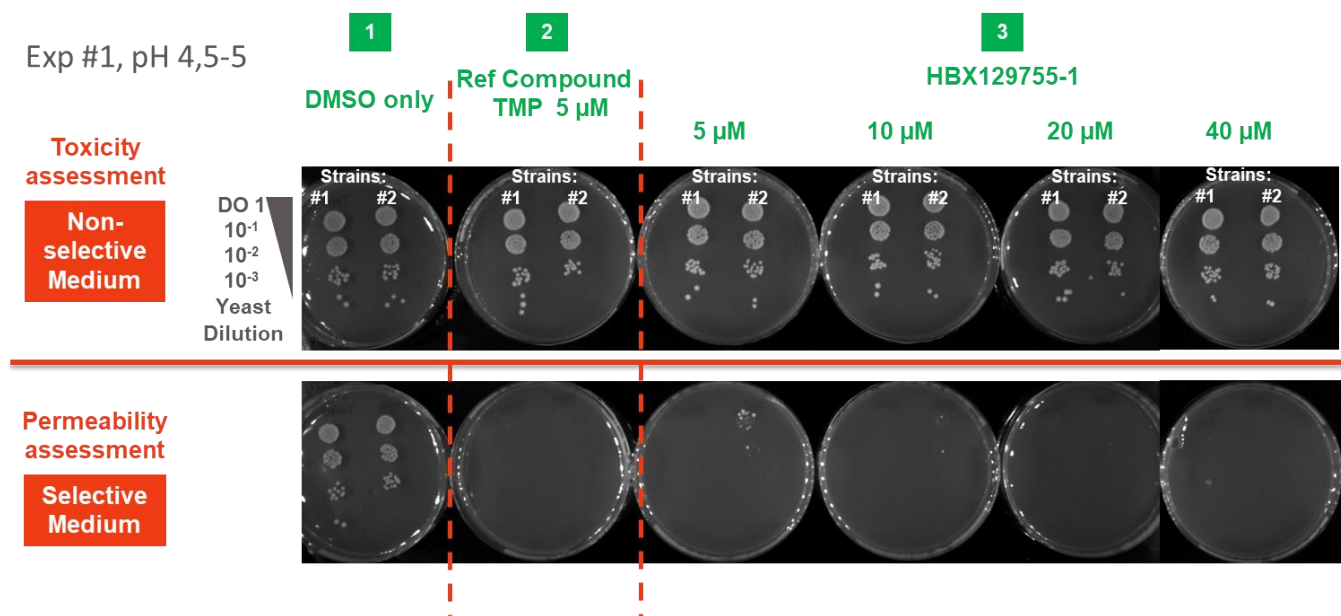 1
2
3
Exp #1, pH 4,5-5
DMSO only
Ref Compound
TMP 5 µM
HBX129755-1
5 µM
10 µM
20 µM
40 µM
Toxicity
assessment
Non-
selective
Medium
DO 1
10⁻¹
10⁻²
10⁻³
Yeast
Dilution
Strains:
#1 #2
Strains:
#1 #2
Strains:
#1 #2
Strains:
#1 #2
Strains:
#1 #2
Strains:
#1 #2
Permeability
assessment
Selective
Medium